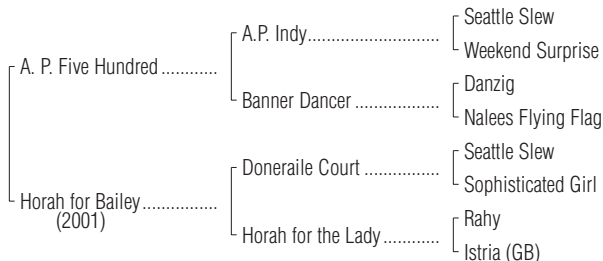 Seattle Slew
A.P. Indy............................
Weekend Surprise
A. P. Five Hundred ............
Danzig
Banner Dancer ..................
Nalees Flying Flag
Seattle Slew
Doneraile Court ................
Sophisticated Girl
Horah for Bailey................
(2001)
Rahy
Horah for the Lady............
Istria (GB)